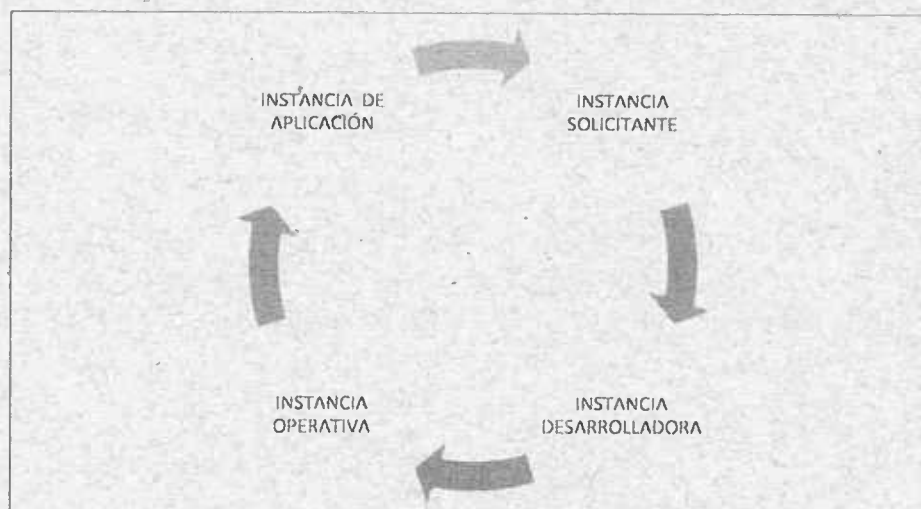 INSTANCIA DE
APLICACIÓN
INSTANCIA
SOLICITANTE
INSTANCIA
OPERATIVA
INSTANCIA
DESARROLLADORA